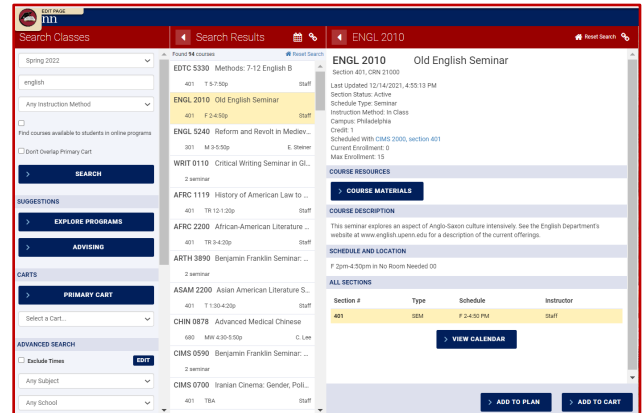 EDIT PAGE
nn
Search Classes
Spring 2022
english
Any Instruction Method
Find courses available to students in online programs
Don't Overlap Primary Cart
SEARCH
SUGGESTIONS
EXPLORE PROGRAMS
ADVISING
CARTS
PRIMARY CART
Select a Cart...
ADVANCED SEARCH
Exclude Times EDIT
Any Subject
Any School
Search Results
Found 94 courses Reset Search
EDTC 5330 Methods: 7-12 English B
401 T 5-7:50p Staff
ENGL 2010 Old English Seminar
401 F 2-4:50p Staff
ENGL 5240 Reform and Revolt in Mediev...
301 M 3-5:50p E. Steiner
WRIT 0110 Critical Writing Seminar in Gl...
2 seminar
AFRC 1119 History of American Law to ...
401 TR 12-1:20p Staff
AFRC 2200 African-American Literature ...
401 TR 3-4:20p Staff
ARTH 3890 Benjamin Franklin Seminar: ...
2 seminar
ASAM 2200 Asian American Literature S...
401 T 1:30-4:20p Staff
CHIN 0878 Advanced Medical Chinese
680 MW 4:30-5:50p C. Lee
CIMS 0590 Benjamin Franklin Seminar: ...
2 seminar
CIMS 0700 Iranian Cinema: Gender, Poli...
401 TBA Staff
ENGL 2010 Reset Search
ENGL 2010 Old English Seminar
Section 401, CRN 21000
Last Updated 12/14/2021, 4:55:13 PM
Section Status: Active
Schedule Type: Seminar
Instruction Method: In Class
Campus: Philadelphia
Credit: 1
Scheduled With CIMS 2000, section 401
Current Enrollment: 0
Max Enrollment: 15
COURSE RESOURCES
COURSE MATERIALS
COURSE DESCRIPTION
This seminar explores an aspect of Anglo-Saxon culture intensively. See the English Department's
website at www.english.upenn.edu for a description of the current offerings.
SCHEDULE AND LOCATION
F 2pm-4:50pm in No Room Needed 00
ALL SECTIONS
Section # Type Schedule Instructor
401 SEM F 2-4:50 PM Staff
VIEW CALENDAR
ADD TO PLAN ADD TO CART